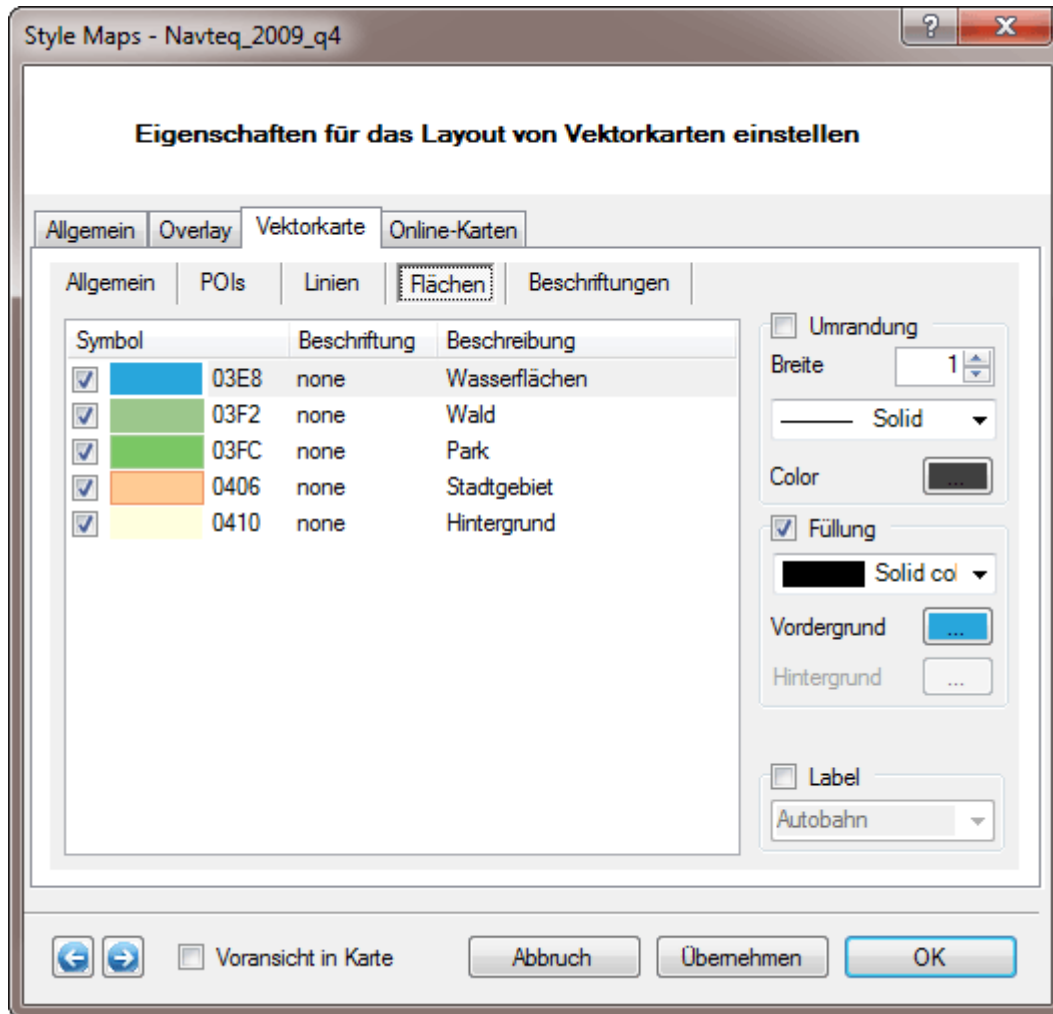 Style Maps - Navteq_2009_q4
?
X
Eigenschaften für das Layout von Vektorkarten einstellen
Allgemein Overlay Vektorkarte Online-Karten
Allgemein POIs Linien Flächen Beschriftungen
Symbol Beschriftung Beschreibung
03E8 none Wasserflächen
03F2 none Wald
03FC none Park
0406 none Stadtgebiet
0410 none Hintergrund
Umrandung
Breite 1
Solid
Color ...
Füllung
Solid col
Vordergrund ...
Hintergrund ...
Label
Autobahn
Voransicht in Karte Abbruch Übernehmen OK